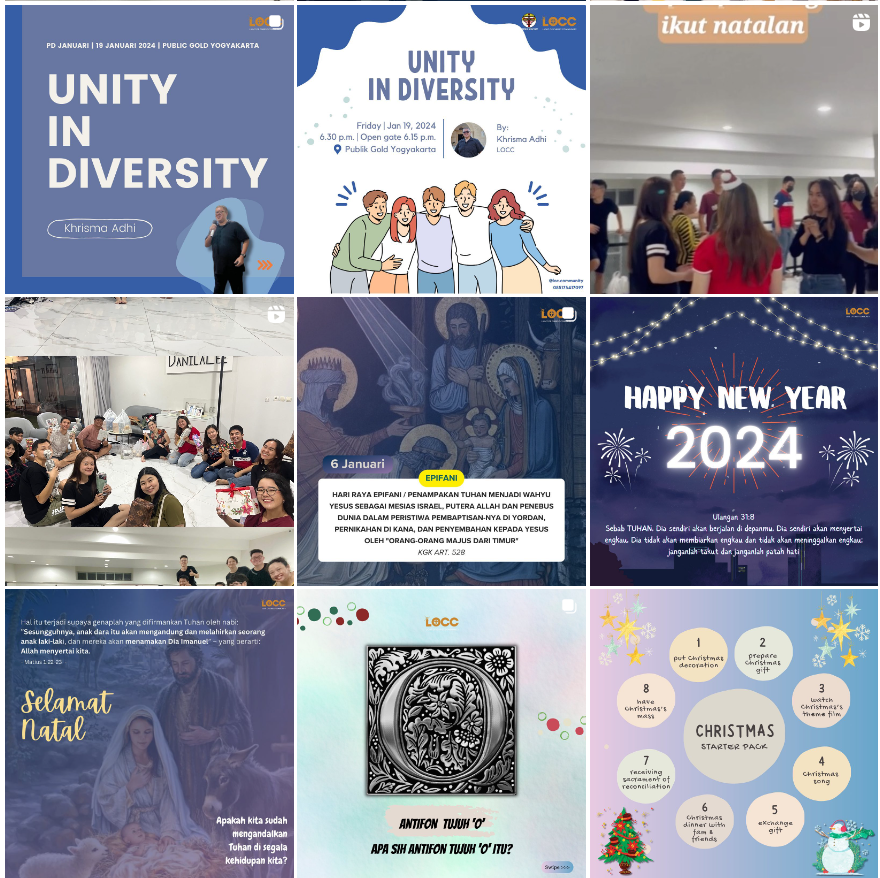 LOCC
PD JANUARI | 19 JANUARI 2024 | PUBLIC GOLD YOGYAKARTA
UNITY
IN
DIVERSITY
Khrisma Adhi
LOCC
UNITY
IN DIVERSITY
Friday | Jan 19, 2024
6.30 p.m. | Open gate 6.15 p.m.
Publik Gold Yogyakarta
By:
Khrisma Adhi
LOCC
@locc.community
ikut natalan
LOCC
6 Januari
EPIFANI
HARI RAYA EPIFANI / PENAMPAKAN TUHAN MENJADI WAHYU
YESUS SEBAGAI MESIAS ISRAEL, PUTERA ALLAH DAN PENEBUS
DUNIA DALAM PERISTIWA PEMBAPTISAN-NYA DI YORDAN,
PERNIKAHAN DI KANA, DAN PENYEMBAHAN KEPADA YESUS
OLEH "ORANG-ORANG MAJUS DARI TIMUR"
KGK ART. 528
LOCC
HAPPY NEW YEAR
2024
Ulangan 31:8
Sebab TUHAN, Dia sendiri akan berjalan di depanmu, Dia sendiri akan menyertai
engkau, Dia tidak akan membiarkan engkau dan tidak akan meninggalkan engkau;
janganlah takut dan janganlah patah hati
LOCC
Hal itu terjadi supaya genaplah yang difirmankan Tuhan oleh nabi:
"Sesungguhnya, anak dara itu akan mengandung dan melahirkan seorang
anak laki-laki, dan mereka akan menamakan Dia Imanuel" – yang berarti:
Allah menyertai kita.
Matius 1:22-23
Selamat
Natal
Apakah kita sudah
mengandalkan
Tuhan di segala
kehidupan kita?
LOCC
O
ANTIFON TUJUH 'O'
APA SIH ANTIFON TUJUH 'O' ITU?
Swipe >>>
CHRISTMAS
STARTER PACK
1
put Christmas
decoration
2
prepare
Christmas
gift
3
watch
Christmas's
theme film
4
Christmas
song
5
exchange
gift
6
Christmas
dinner with
fam &
friends
7
receiving
sacrament of
reconciliation
8
have
Christmas's
mass